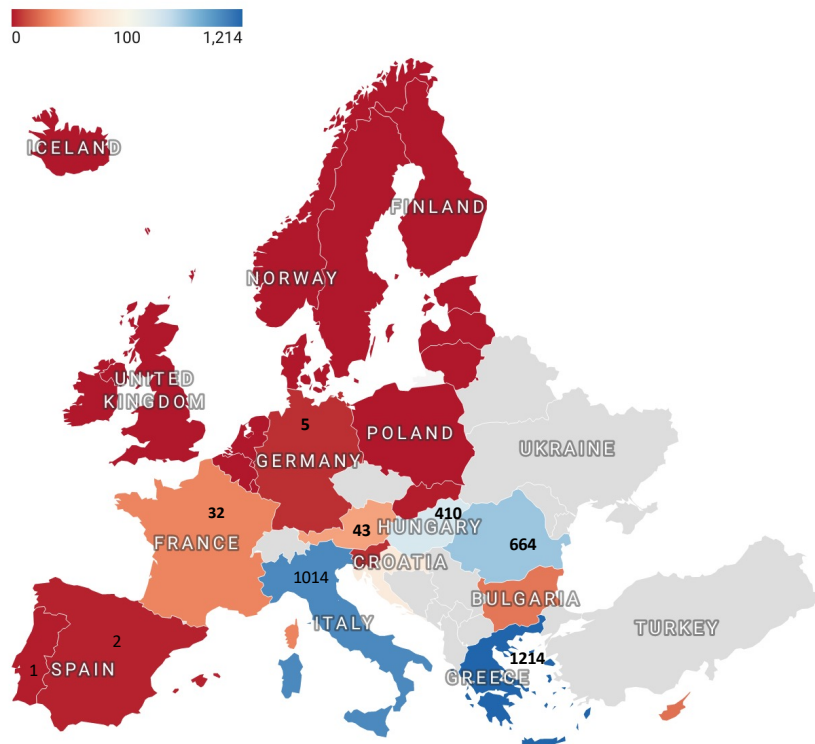 0 100 1,214
ICELAND
FINLAND
NORWAY
UNITED
KINGDOM
5
POLAND
GERMANY
UKRAINE
32
410
43
HUNGARY
FRANCE
664
CROATIA
1014
BULGARIA
ITALY
TURKEY
2
1
SPAIN
1214
GREECE